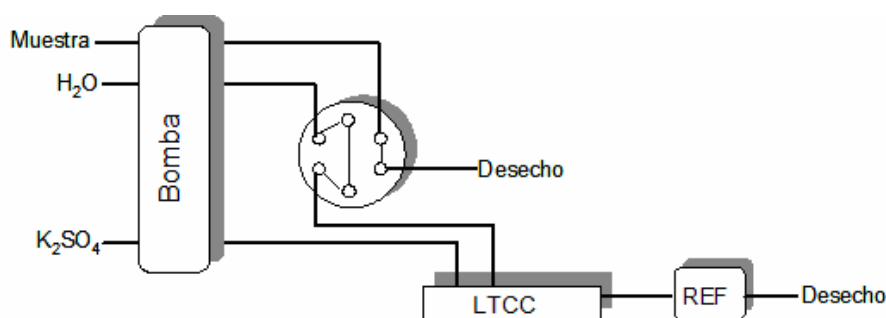 Muestra
H₂O
Bomba
Desecho
K₂SO₄
LTCC
REF
Desecho